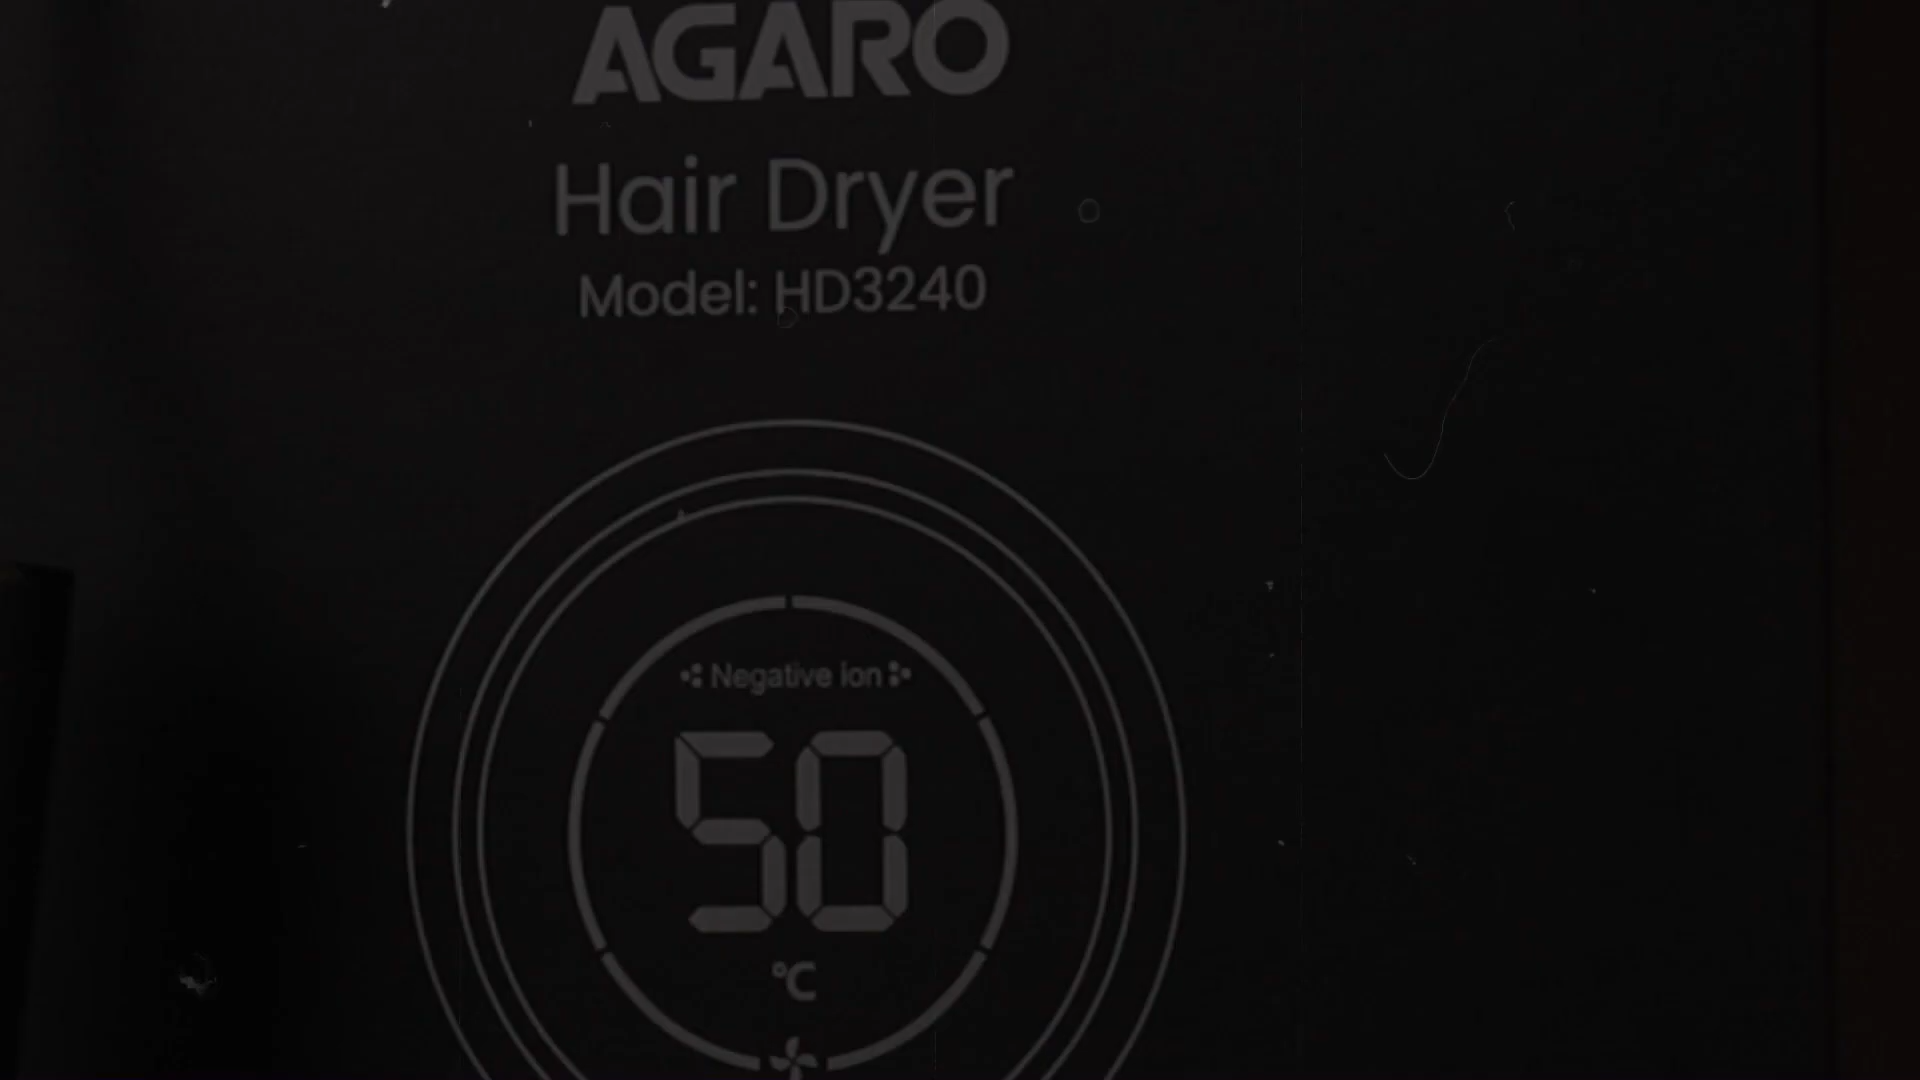 AGARO
Hair Dryer
Model: HD3240
Negative ion
50
°C